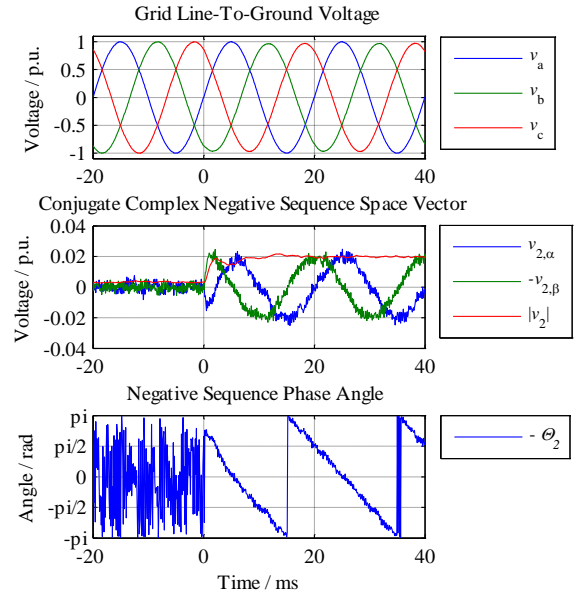 Grid Line-To-Ground Voltage
Voltage / p.u.
1
0.5
0
-0.5
-1
-20 0 20 40
v_a
v_b
v_c
Conjugate Complex Negative Sequence Space Vector
Voltage / p.u.
0.04
0.02
0
-0.02
-0.04
-20 0 20 40
v_2,α
-v_2,β
|v_2|
Negative Sequence Phase Angle
Angle / rad
pi
pi/2
0
-pi/2
-pi
-20 0 20 40
Time / ms
- Θ_2